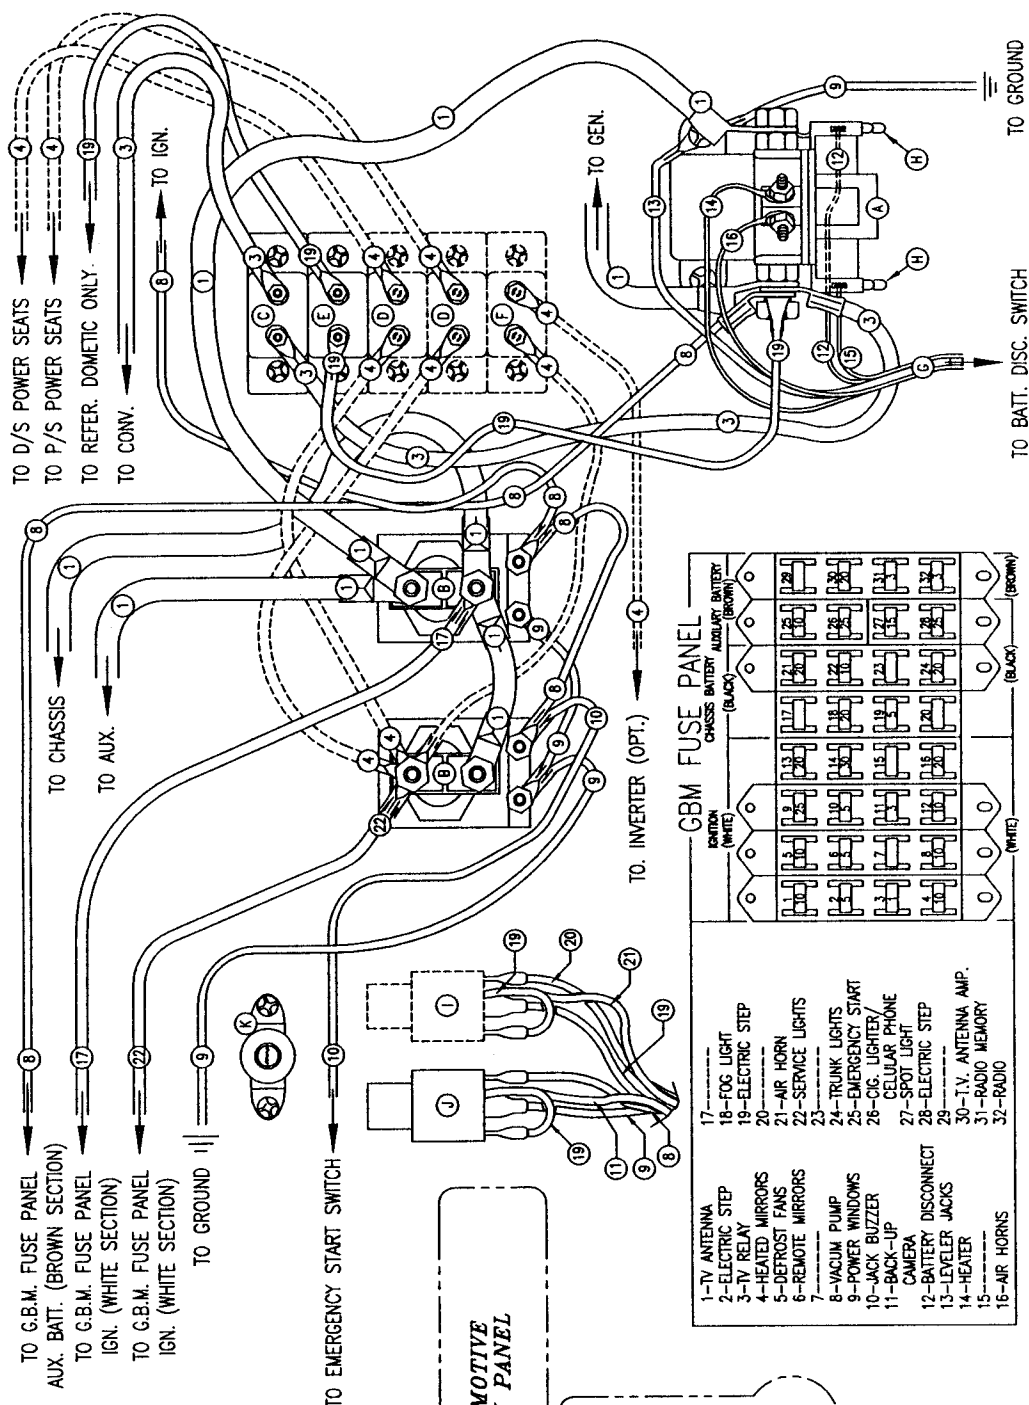 TO D/S POWER SEATS
TO P/S POWER SEATS
TO REFER. DOMETIC ONLY.
TO CONV.
TO IGN.
TO CHASSIS
TO AUX.
TO GEN.
TO GROUND
TO BATT. DISC. SWITCH
TO. INVERTER (OPT.)
TO G.B.M. FUSE PANEL
AUX. BATT. (BROWN SECTION)
TO G.B.M. FUSE PANEL
IGN. (WHITE SECTION)
TO G.B.M. FUSE PANEL
IGN. (WHITE SECTION)
TO GROUND
TO EMERGENCY START SWITCH
MOTIVE
PANEL
GBM FUSE PANEL
IGNITION
(WHITE)
CHASSIS BATTERY
(BLACK)
AUXILARY BATTERY
(BROWN)
(WHITE)
(BLACK)
(BROWN)
1-TV ANTENNA
2-ELECTRIC STEP
3-TV RELAY
4-HEATED MIRRORS
5-DEFROST FANS
6-REMOTE MIRRORS
7--------
8-VACUM PUMP
9-POWER WINDOWS
10-JACK BUZZER
11-BACK-UP
CAMERA
12-BATTERY DISCONNECT
13-LEVELER JACKS
14-HEATER
15--------
16-AIR HORNS
17--------
18-FOG LIGHT
19-ELECTRIC STEP
20--------
21-AIR HORN
22-SERVICE LIGHTS
23--------
24-TRUNK LIGHTS
25-EMERGENCY START
26-CIG. LIGHTER/
CELULAR PHONE
27-SPOT LIGHT
28-ELECTRIC STEP
29--------
30-T.V. ANTENNA AMP.
31-RADIO MEMORY
32-RADIO